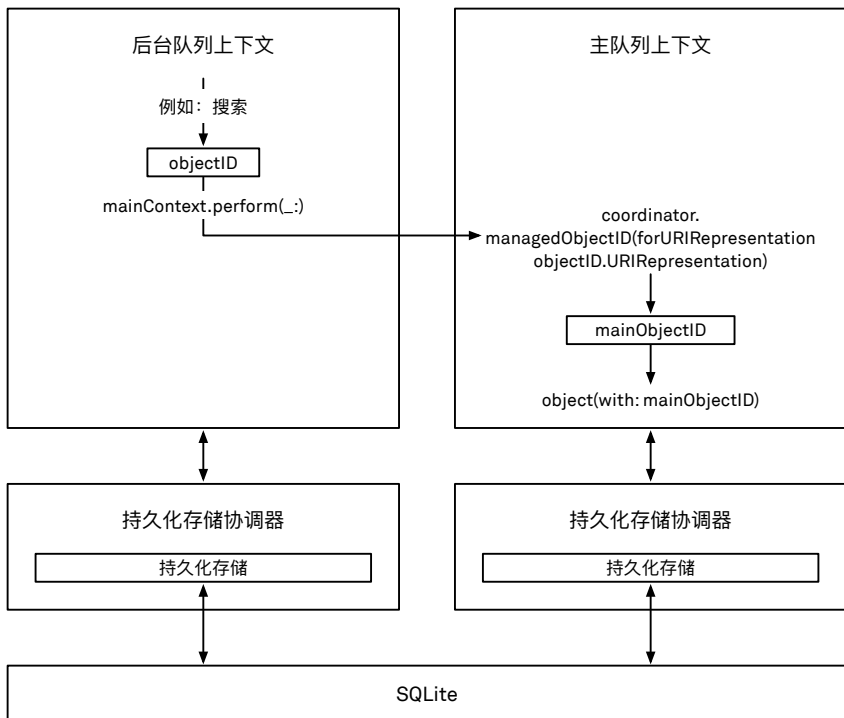 后台队列上下文
例如：搜索
objectID
mainContext.perform(_:)
主队列上下文
coordinator.
managedObjectID(forURIRepresentation
objectID.URIRepresentation)
mainObjectID
object(with: mainObjectID)
持久化存储协调器
持久化存储
持久化存储协调器
持久化存储
SQLite